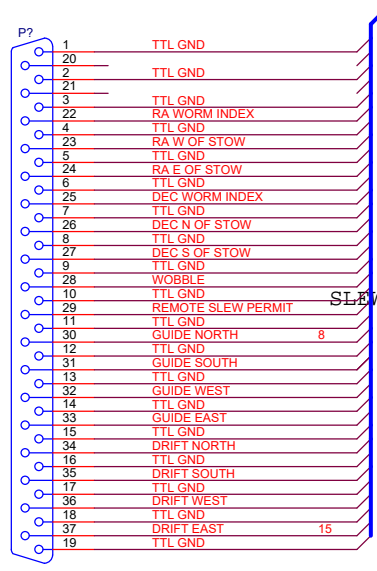 P?
1 TTL GND
20
2 TTL GND
21
3 TTL GND
22 RA WORM INDEX
4 TTL GND
23 RA W OF STOW
5 TTL GND
24 RA E OF STOW
6 TTL GND
25 DEC WORM INDEX
7 TTL GND
26 DEC N OF STOW
8 TTL GND
27 DEC S OF STOW
9 TTL GND
28 WOBBLE
10 TTL GND SLEW
29 REMOTE SLEW PERMIT
11 TTL GND
30 GUIDE NORTH 8
12 TTL GND
31 GUIDE SOUTH
13 TTL GND
32 GUIDE WEST
14 TTL GND
33 GUIDE EAST
15 TTL GND
34 DRIFT NORTH
16 TTL GND
35 DRIFT SOUTH
17 TTL GND
36 DRIFT WEST
18 TTL GND
37 DRIFT EAST 15
19 TTL GND